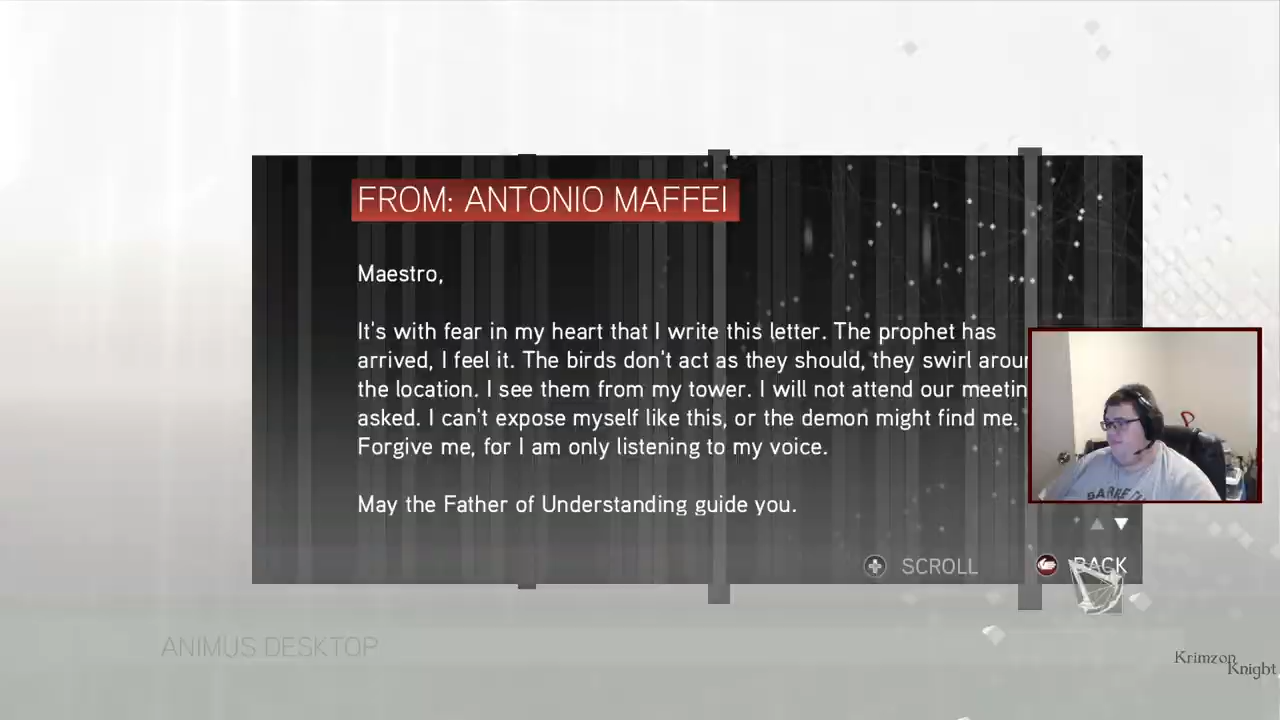 FROM: ANTONIO MAFFEI
Maestro,
It's with fear in my heart that I write this letter. The prophet has
arrived, I feel it. The birds don't act as they should, they swirl
the location. I see them from my tower. I will not attend our
asked. I can't expose myself like this, or the demon might find me.
Forgive me, for I am only listening to my voice.
May the Father of Understanding guide you.
SCROLL
BACK
ANIMUS DESKTOP
BARRE
Krimzon
Knight